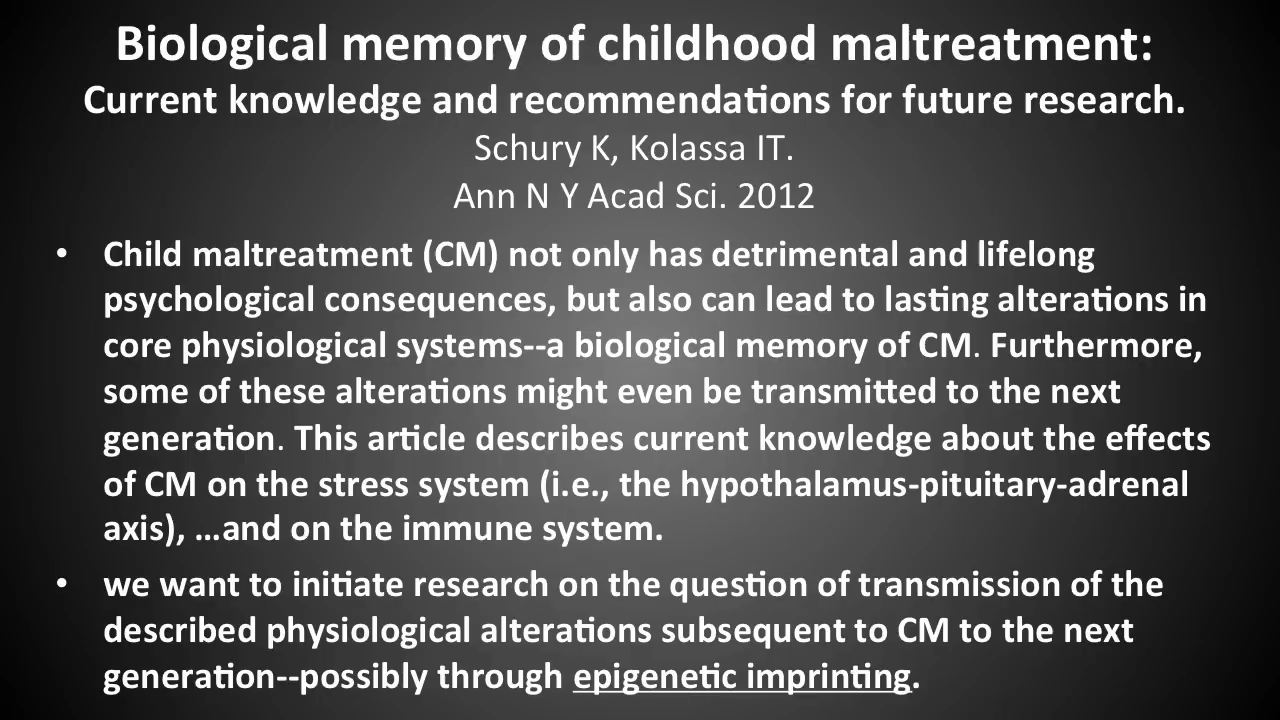 Biological memory of childhood maltreatment:
Current knowledge and recommendations for future research.
Schury K, Kolassa IT.
Ann N Y Acad Sci. 2012
• Child maltreatment (CM) not only has detrimental and lifelong
psychological consequences, but also can lead to lasting alterations in
core physiological systems--a biological memory of CM. Furthermore,
some of these alterations might even be transmitted to the next
generation. This article describes current knowledge about the effects
of CM on the stress system (i.e., the hypothalamus-pituitary-adrenal
axis), …and on the immune system.
• we want to initiate research on the question of transmission of the
described physiological alterations subsequent to CM to the next
generation--possibly through epigenetic imprinting.